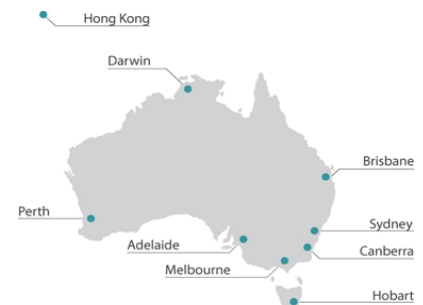 Hong Kong
Darwin
Brisbane
Perth
Sydney
Adelaide
Canberra
Melbourne
Hobart